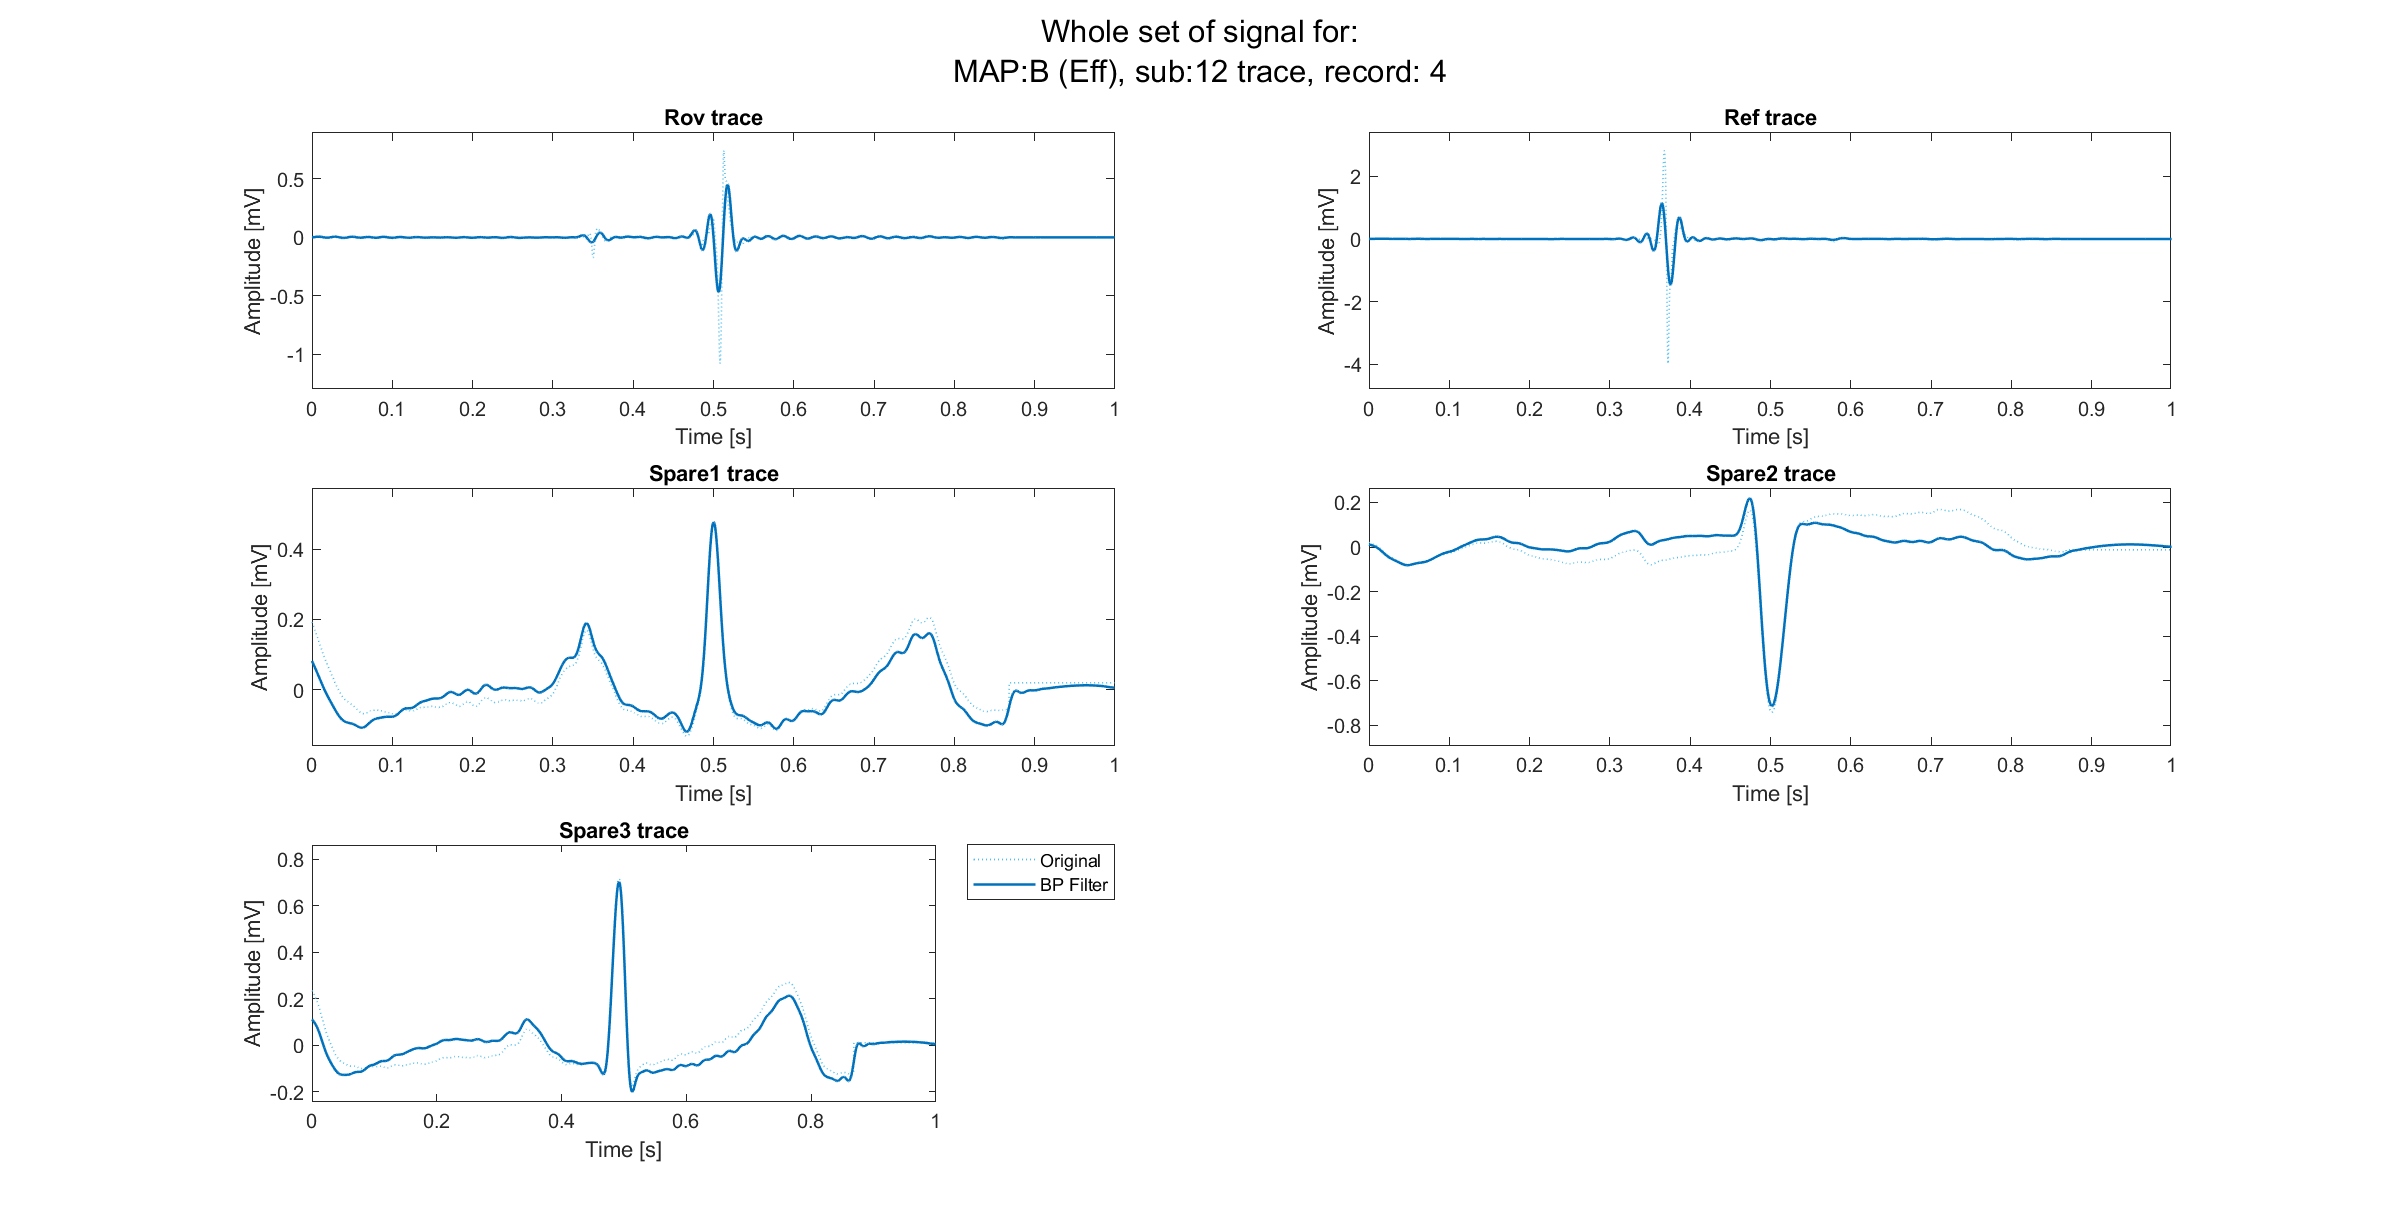 Whole set of signal for:
MAP:B (Eff), sub:12 trace, record: 4
Rov trace
Amplitude [mV]
0.5
0
-0.5
-1
0 0.1 0.2 0.3 0.4 0.5 0.6 0.7 0.8 0.9 1
Time [s]
Ref trace
Amplitude [mV]
2
0
-2
-4
0 0.1 0.2 0.3 0.4 0.5 0.6 0.7 0.8 0.9 1
Time [s]
Spare1 trace
Amplitude [mV]
0.4
0.2
0
0 0.1 0.2 0.3 0.4 0.5 0.6 0.7 0.8 0.9 1
Time [s]
Spare2 trace
Amplitude [mV]
0.2
0
-0.2
-0.4
-0.6
-0.8
0 0.1 0.2 0.3 0.4 0.5 0.6 0.7 0.8 0.9 1
Time [s]
Spare3 trace
Amplitude [mV]
0.8
0.6
0.4
0.2
0
-0.2
0 0.2 0.4 0.6 0.8 1
Time [s]
Original
BP Filter